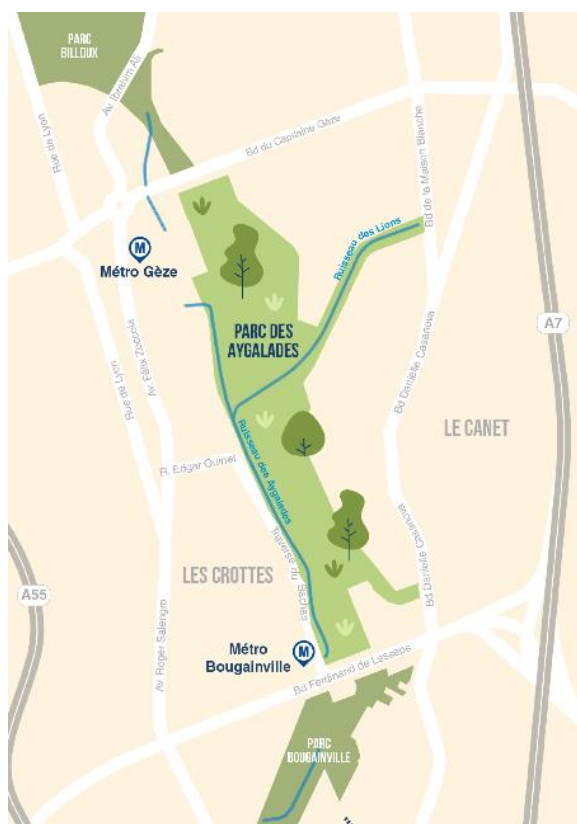 PARC
BILLOUX
Av Ibrahim Ali
Rue de Lyon
Bd du Capitaine Gèze
Bd de la Maison Blanche
M
Métro Gèze
Ruisseau des Lions
PARC DES
AYGALADES
A7
Av Félix Zoccola
Rue de Lyon
Bd Danielle Casanova
LE CANET
Ruisseau des Aygalades
R. Edgar Quinet
LES CROTTES
Traverse du Bachas
Bd Danielle Casanova
A55
Av Roger Salengro
Métro
Bougainville
M
Bd Ferdinand de Lesseps
PARC
BOUGAINVILLE